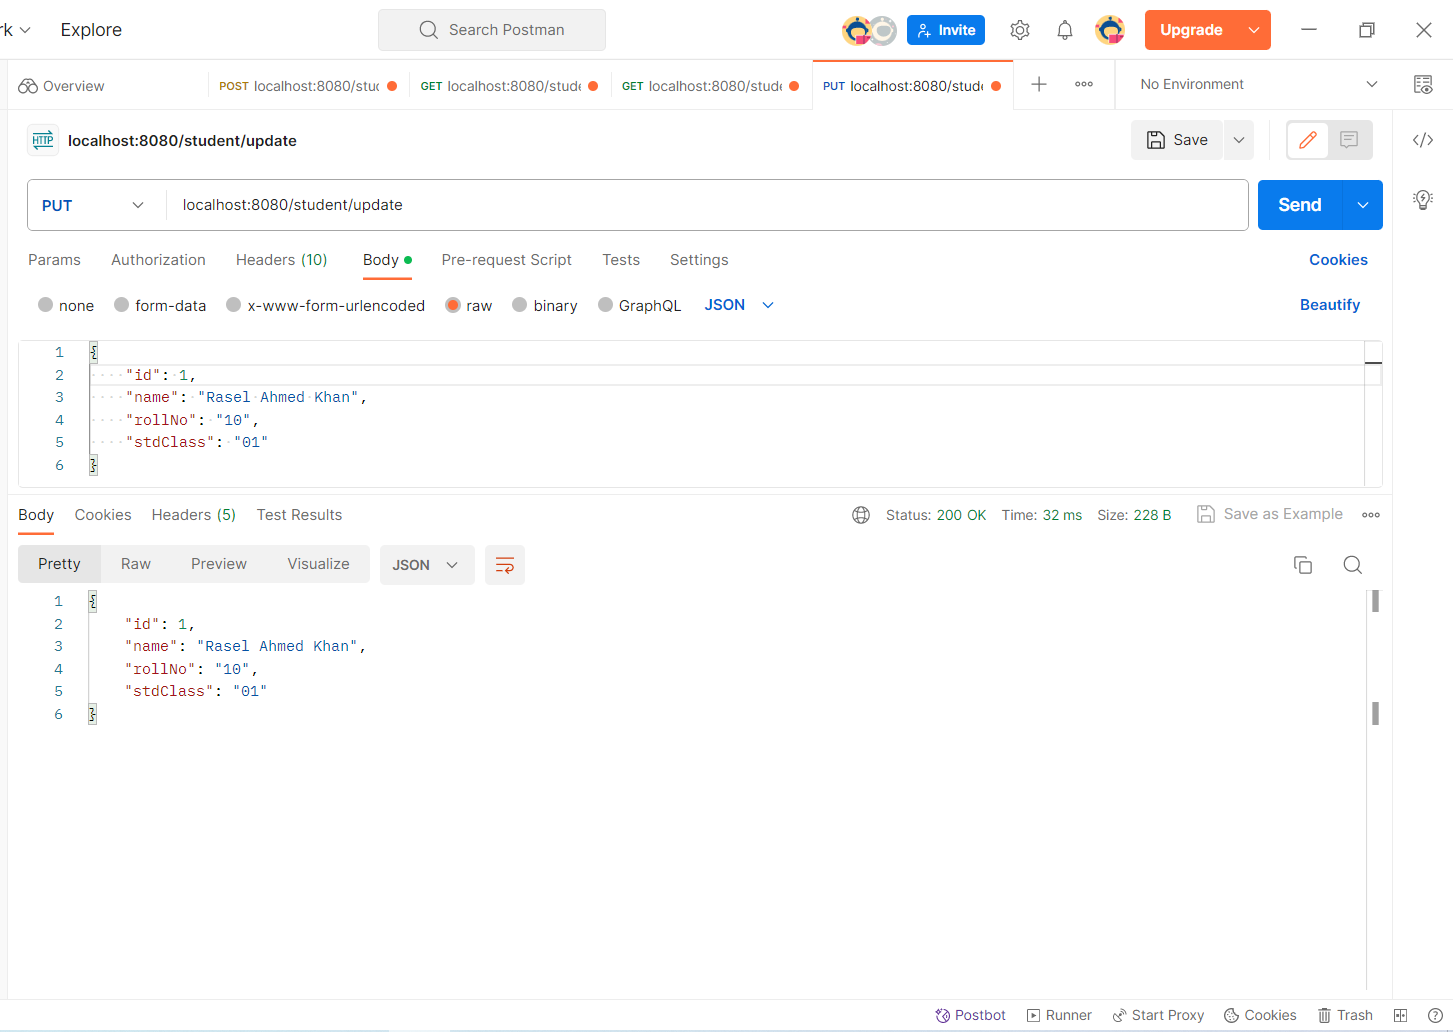 rk Explore Search Postman Invite Upgrade
Overview POST localhost:8080/stud GET localhost:8080/stude GET localhost:8080/stude PUT localhost:8080/stude No Environment
HTTP localhost:8080/student/update Save
PUT localhost:8080/student/update Send
Params Authorization Headers (10) Body Pre-request Script Tests Settings Cookies
none form-data x-www-form-urlencoded raw binary GraphQL JSON Beautify
1 {
2 "id": 1,
3 "name": "Rasel Ahmed Khan",
4 "rollNo": "10",
5 "stdClass": "01"
6 }
Body Cookies Headers (5) Test Results Status: 200 OK Time: 32 ms Size: 228 B Save as Example
Pretty Raw Preview Visualize JSON
1 {
2 "id": 1,
3 "name": "Rasel Ahmed Khan",
4 "rollNo": "10",
5 "stdClass": "01"
6 }
Postbot Runner Start Proxy Cookies Trash